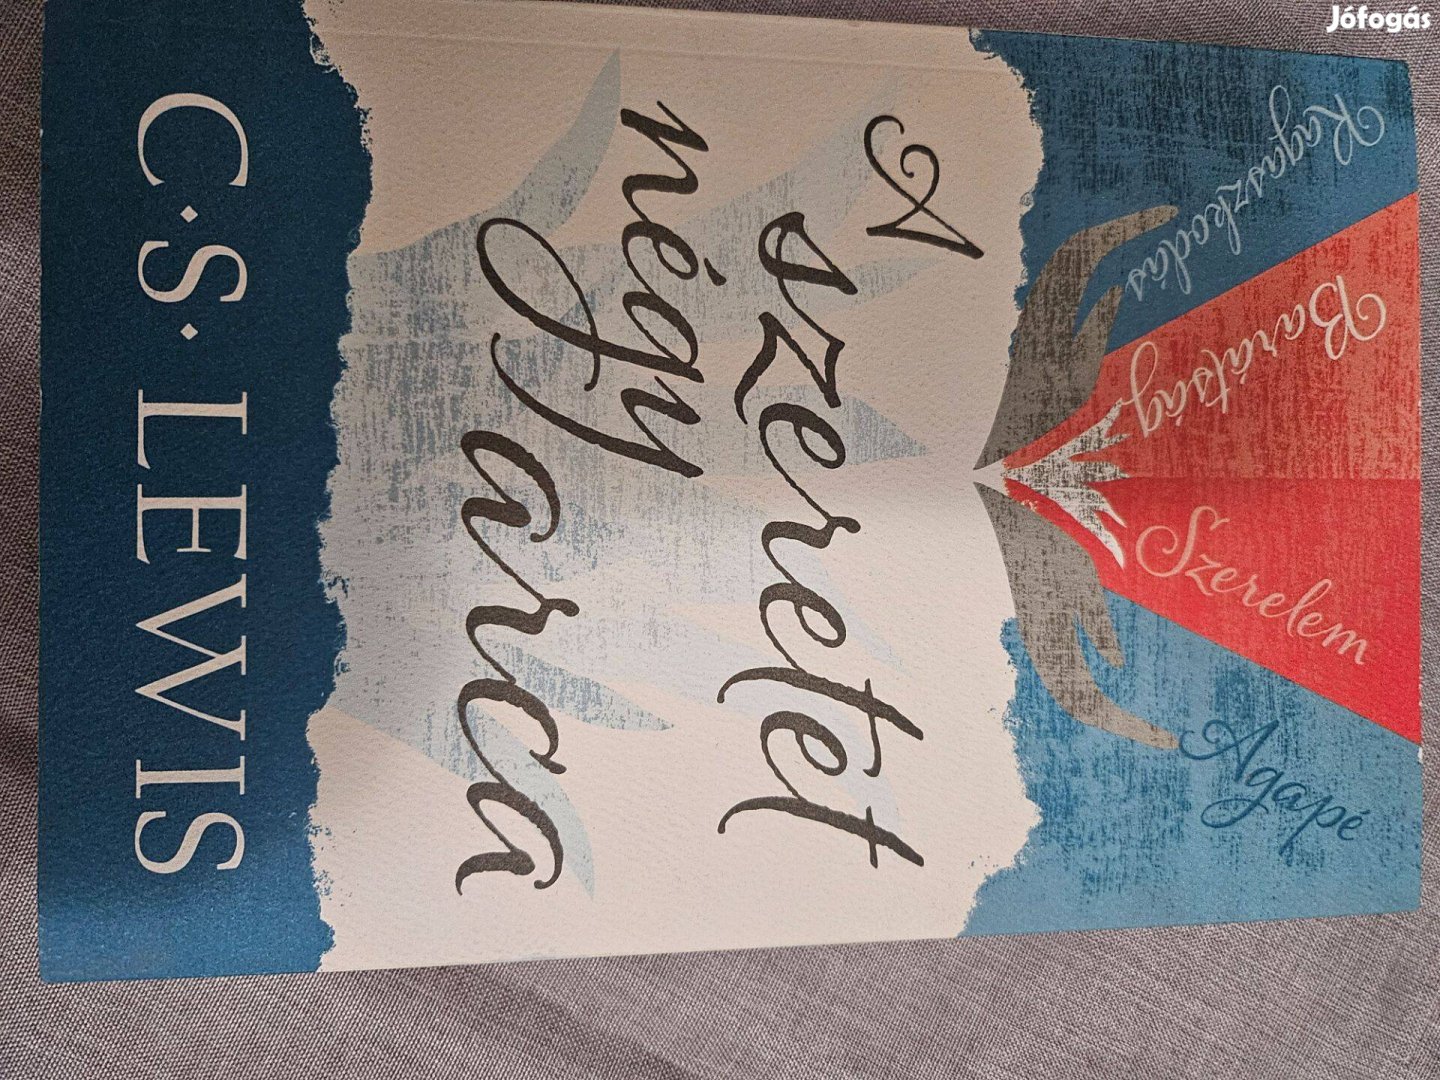 Jófogás
Ragaszkodás
Barátság
Szerelem
Agapé
A
szeretet
négy
arca
C·S·LEWIS